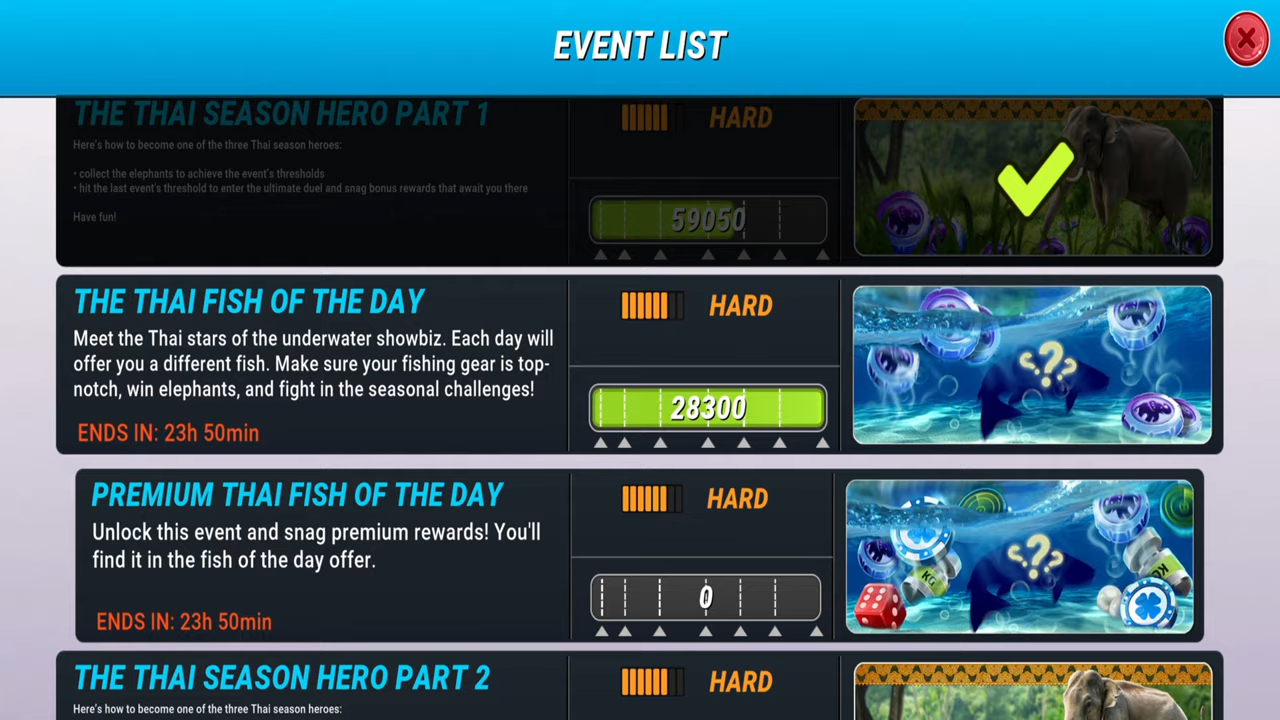 EVENT LIST
THE THAI SEASON HERO PART 1
Here's how to become one of the three Thai season heroes:
• collect the elephants to achieve the event's thresholds
• hit the last event's threshold to enter the ultimate duel and snag bonus rewards that await you there
Have fun!
HARD
59050
THE THAI FISH OF THE DAY
Meet the Thai stars of the underwater showbiz. Each day will
offer you a different fish. Make sure your fishing gear is top-
notch, win elephants, and fight in the seasonal challenges!
ENDS IN: 23h 50min
HARD
28300
?
PREMIUM THAI FISH OF THE DAY
Unlock this event and snag premium rewards! You'll
find it in the fish of the day offer.
ENDS IN: 23h 50min
HARD
0
?
KG
KG
THE THAI SEASON HERO PART 2
Here's how to become one of the three Thai season heroes:
HARD